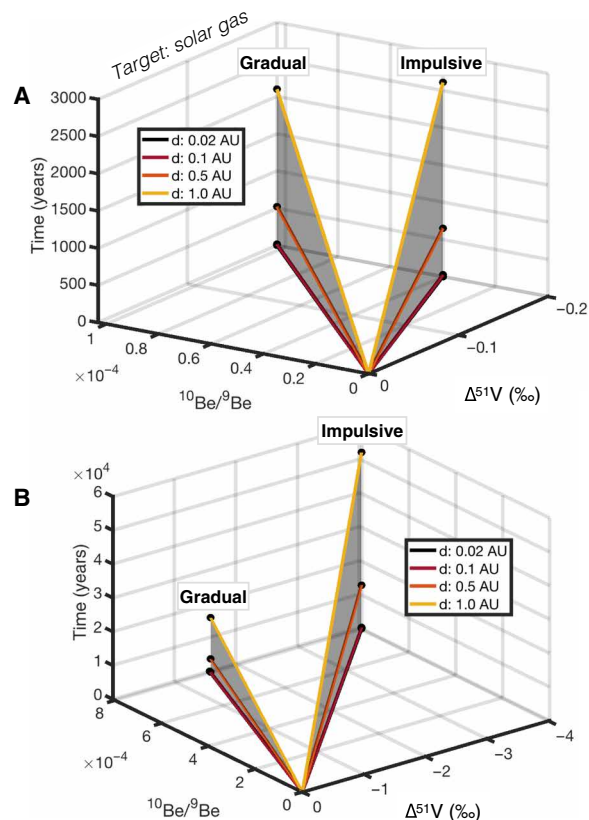 Target: solar gas
Gradual
Impulsive
A
3000
2500
2000
1500
1000
500
0
Time (years)
d: 0.02 AU
d: 0.1 AU
d: 0.5 AU
d: 1.0 AU
1
0.8
0.6
0.4
0.2
0
×10⁻⁴
¹⁰Be/⁹Be
0
−0.1
−0.2
Δ⁵¹V (‰)
Impulsive
B
×10⁴
6
5
4
3
2
1
0
Time (years)
Gradual
d: 0.02 AU
d: 0.1 AU
d: 0.5 AU
d: 1.0 AU
8
6
4
2
0
×10⁻⁴
¹⁰Be/⁹Be
0
−1
−2
−3
−4
Δ⁵¹V (‰)